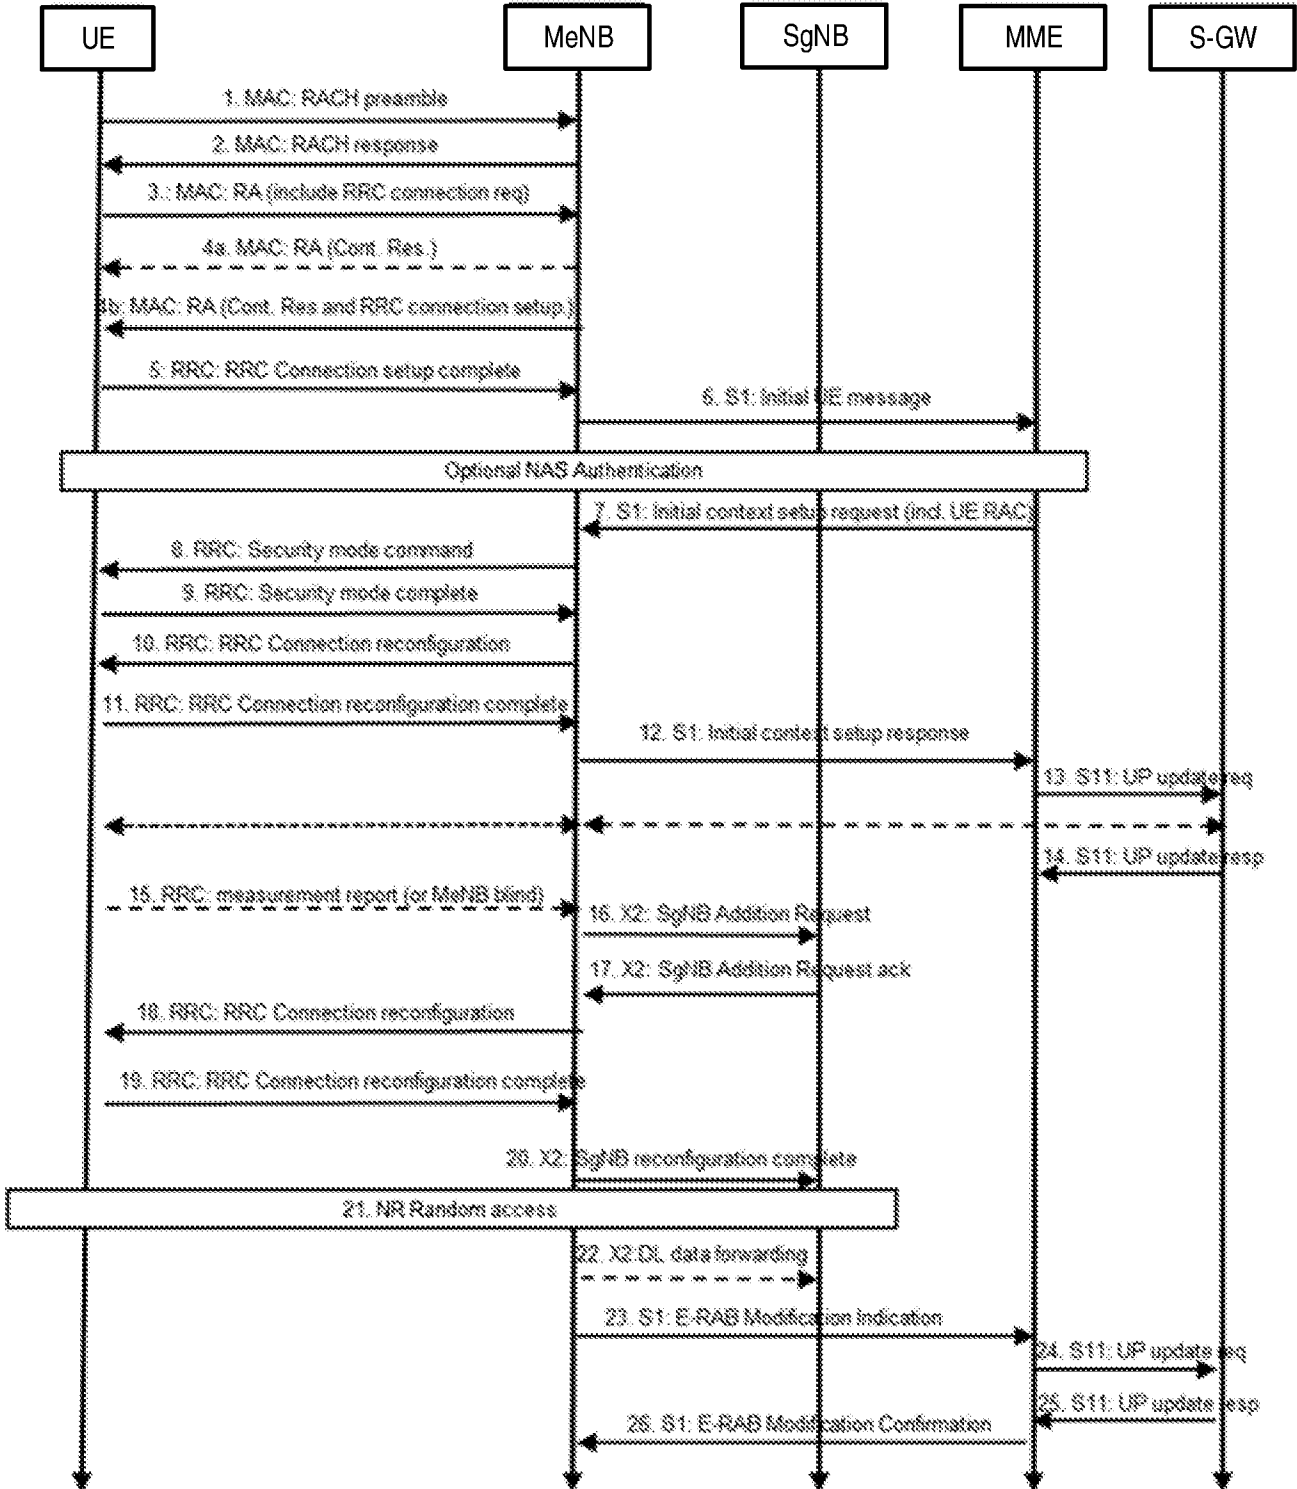 UE
MeNB
SgNB
MME
S-GW
1. MAC: RACH preamble
2. MAC: RACH response
3.: MAC: RA (include RRC connection req)
4a. MAC: RA (Cont. Res.)
4b: MAC: RA (Cont. Res and RRC connection setup.)
5: RRC: RRC Connection setup complete
6. S1: Initial UE message
Optional NAS Authentication
7. S1: Initial context setup request (incl. UE RAC)
8. RRC: Security mode command
9. RRC: Security mode complete
10. RRC: RRC Connection reconfiguration
11. RRC: RRC Connection reconfiguration complete
12. S1: Initial context setup response
13. S11: UP update req
14. S11: UP update resp
15. RRC: measurement report (or MeNB blind)
16. X2: SgNB Addition Request
17. X2: SgNB Addition Request ack
18. RRC: RRC Connection reconfiguration
19. RRC: RRC Connection reconfiguration complete
20. X2: SgNB reconfiguration complete
21. NR Random access
22. X2:DL data forwarding
23. S1: E-RAB Modification Indication
24. S11: UP update req
25. S11: UP update resp
26. S1: E-RAB Modification Confirmation